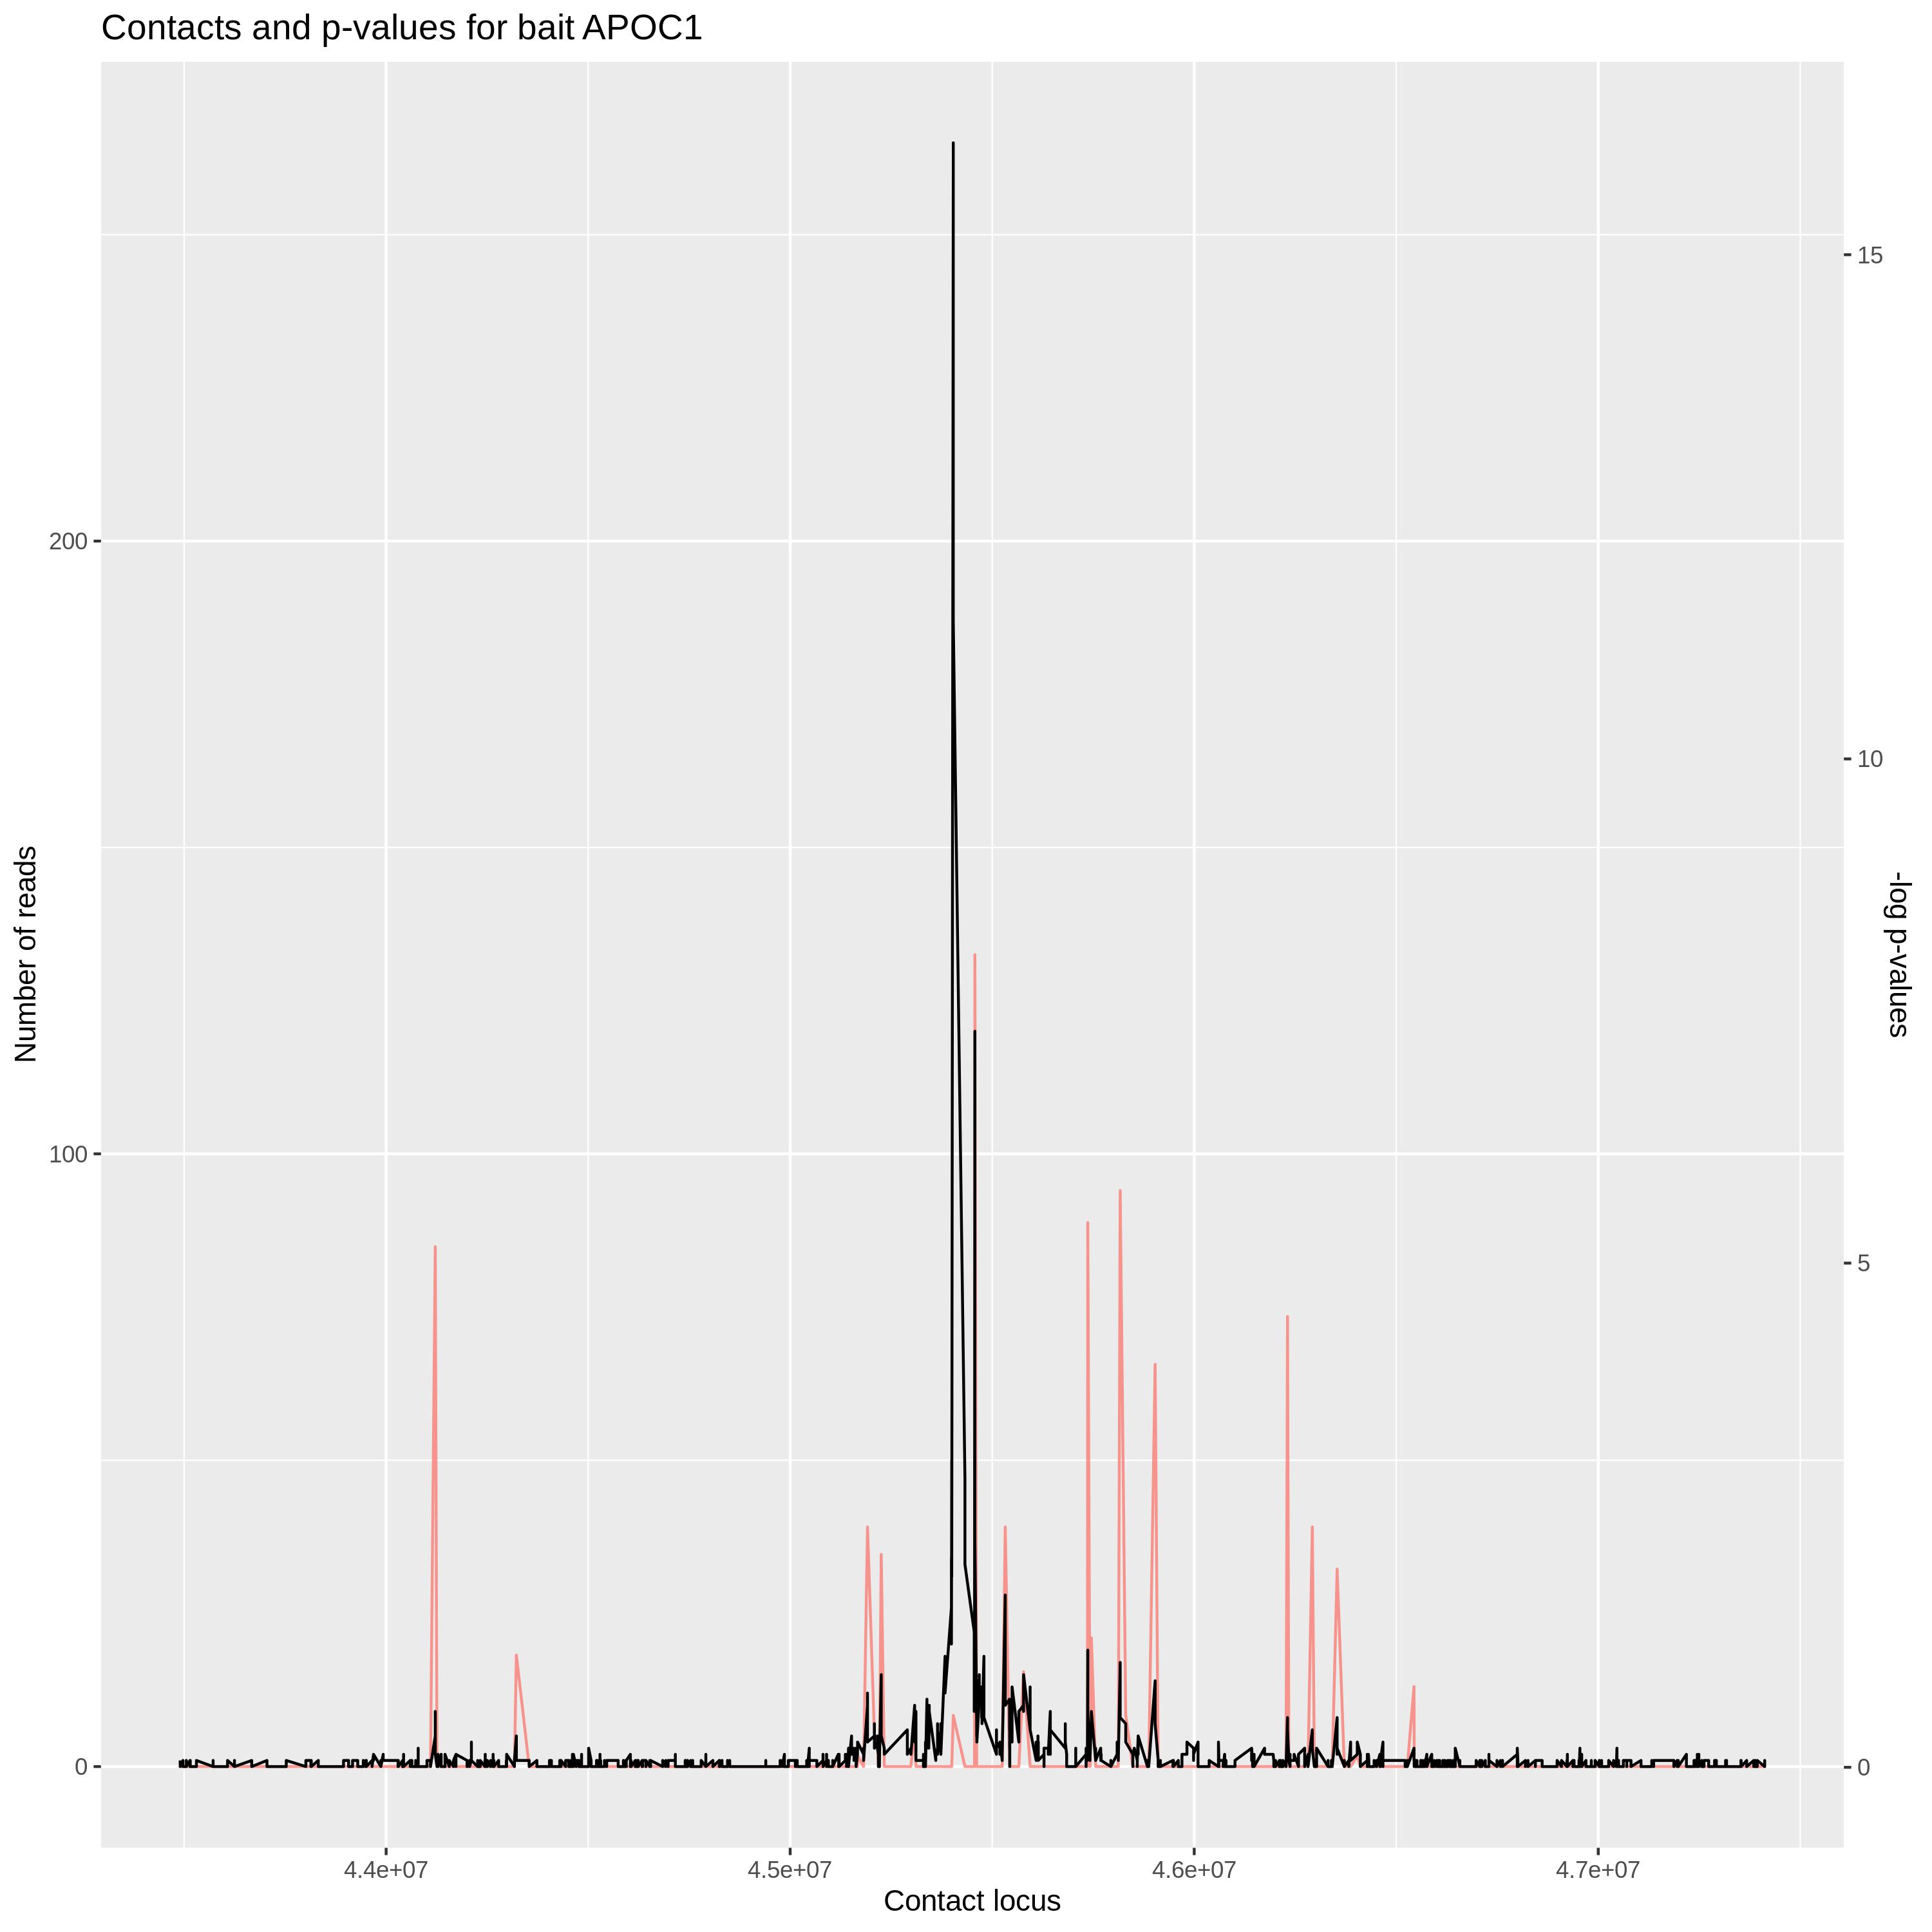 Contacts and p-values for bait APOC1
Number of reads
200
100
0
15
10
5
0
-log p-values
4.4e+07
4.5e+07
4.6e+07
4.7e+07
Contact locus